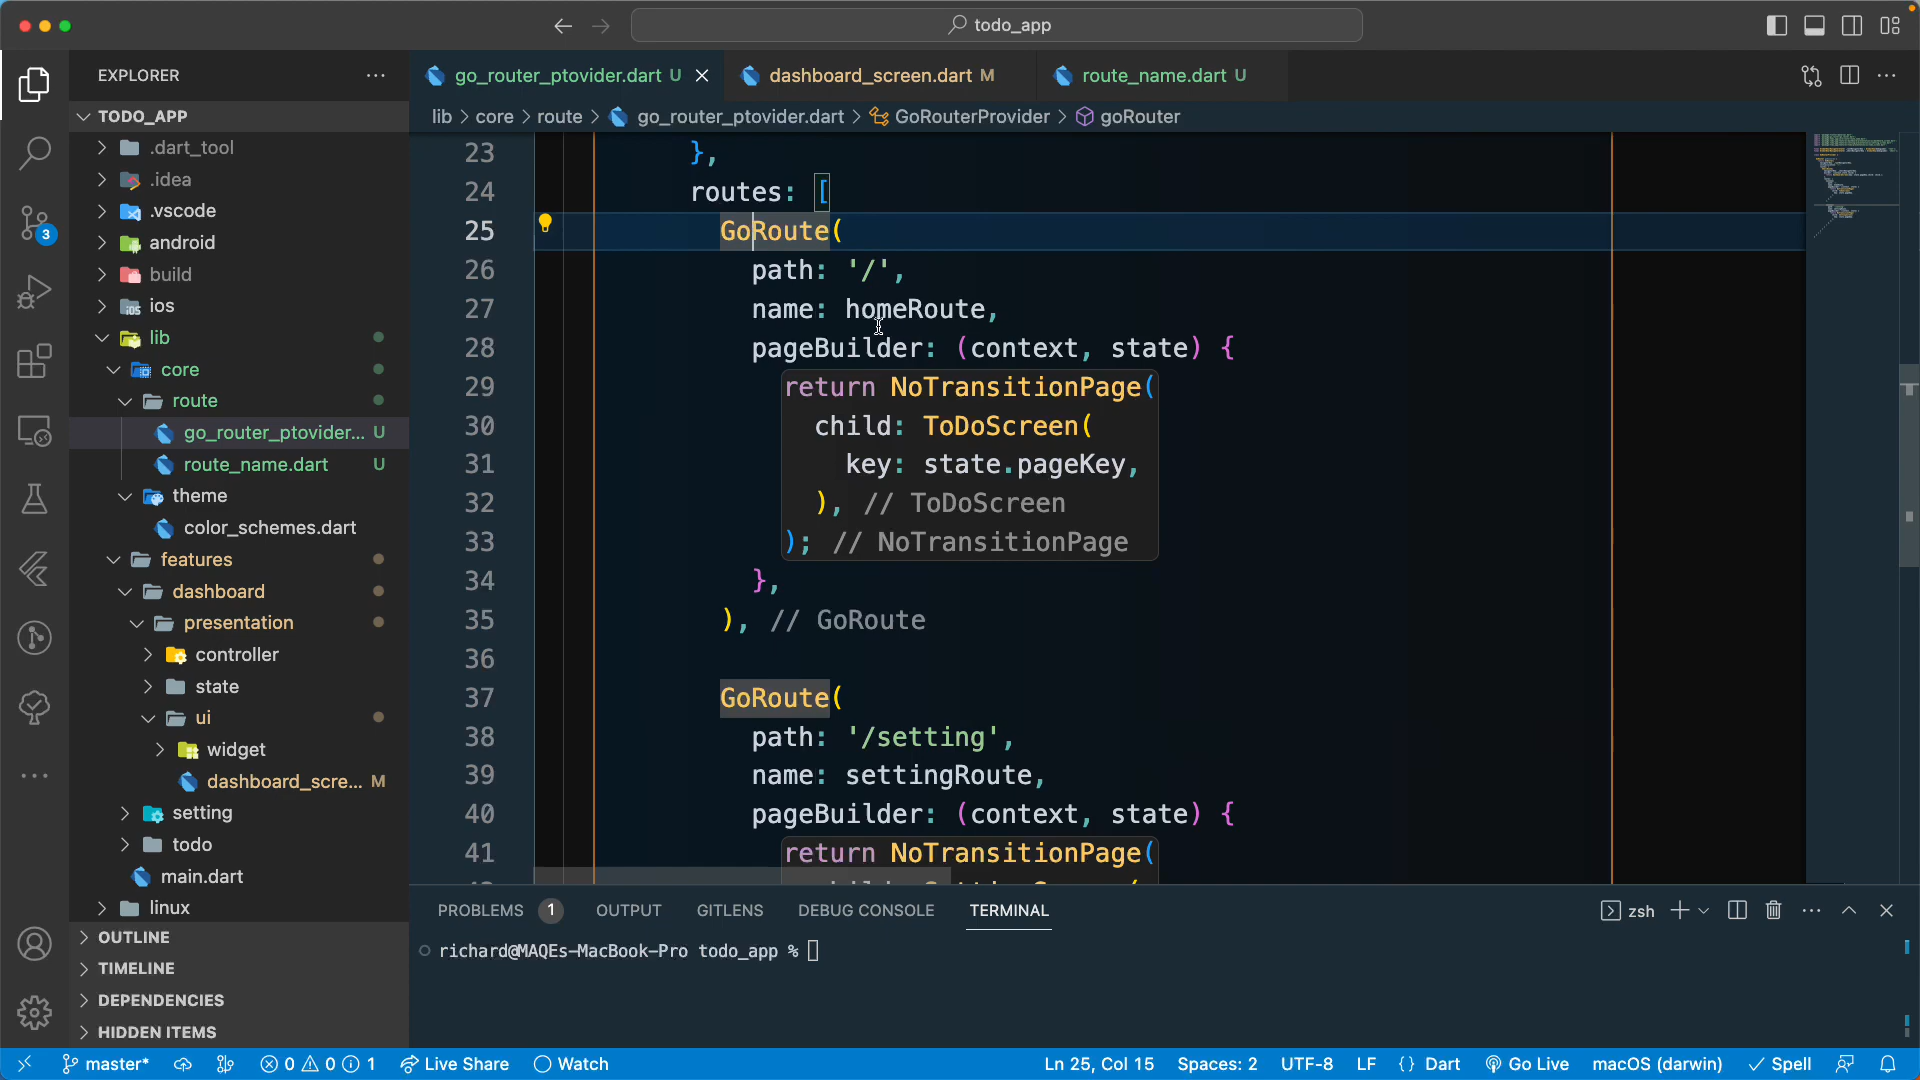 todo_app
EXPLORER
TODO_APP
.dart_tool
.idea
.vscode
android
build
ios
lib
core
route
go_router_ptovider... U
route_name.dart U
theme
color_schemes.dart
features
dashboard
presentation
controller
state
ui
widget
dashboard_scre... M
setting
todo
main.dart
linux
OUTLINE
TIMELINE
DEPENDENCIES
HIDDEN ITEMS
3
go_router_ptovider.dart U
dashboard_screen.dart M
route_name.dart U
lib > core > route > go_router_ptovider.dart > GoRouterProvider > goRouter
23 },
24 routes: [
25 GoRoute(
26 path: '/',
27 name: homeRoute,
28 pageBuilder: (context, state) {
29 return NoTransitionPage(
30 child: ToDoScreen(
31 key: state.pageKey,
32 ), // ToDoScreen
33 ); // NoTransitionPage
34 },
35 ), // GoRoute
36
37 GoRoute(
38 path: '/setting',
39 name: settingRoute,
40 pageBuilder: (context, state) {
41 return NoTransitionPage(
PROBLEMS 1 OUTPUT GITLENS DEBUG CONSOLE TERMINAL
zsh
richard@MAQEs-MacBook-Pro todo_app %
master* 0 0 1 Live Share Watch
Ln 25, Col 15 Spaces: 2 UTF-8 LF {} Dart Go Live macOS (darwin) Spell